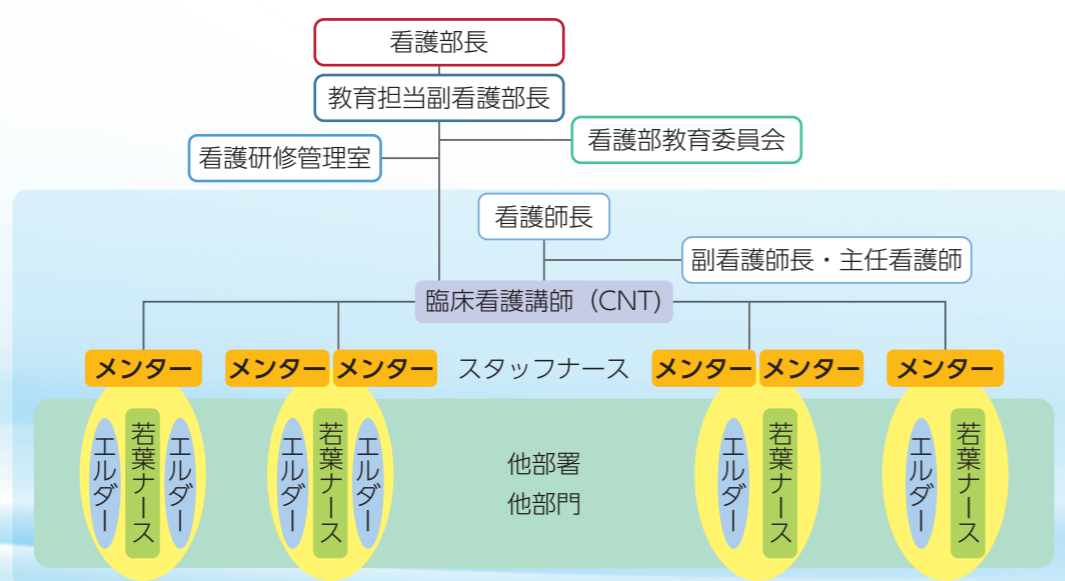 看護部長
教育担当副看護部長
看護部教育委員会
看護研修管理室
看護師長
副看護師長・主任看護師
臨床看護講師（CNT)
メンター
メンター
メンター
スタッフナース
メンター
メンター
メンター
エルダー
若葉ナース
エルダー
エルダー
若葉ナース
エルダー
他部署
他部門
エルダー
若葉ナース
エルダー
若葉ナース